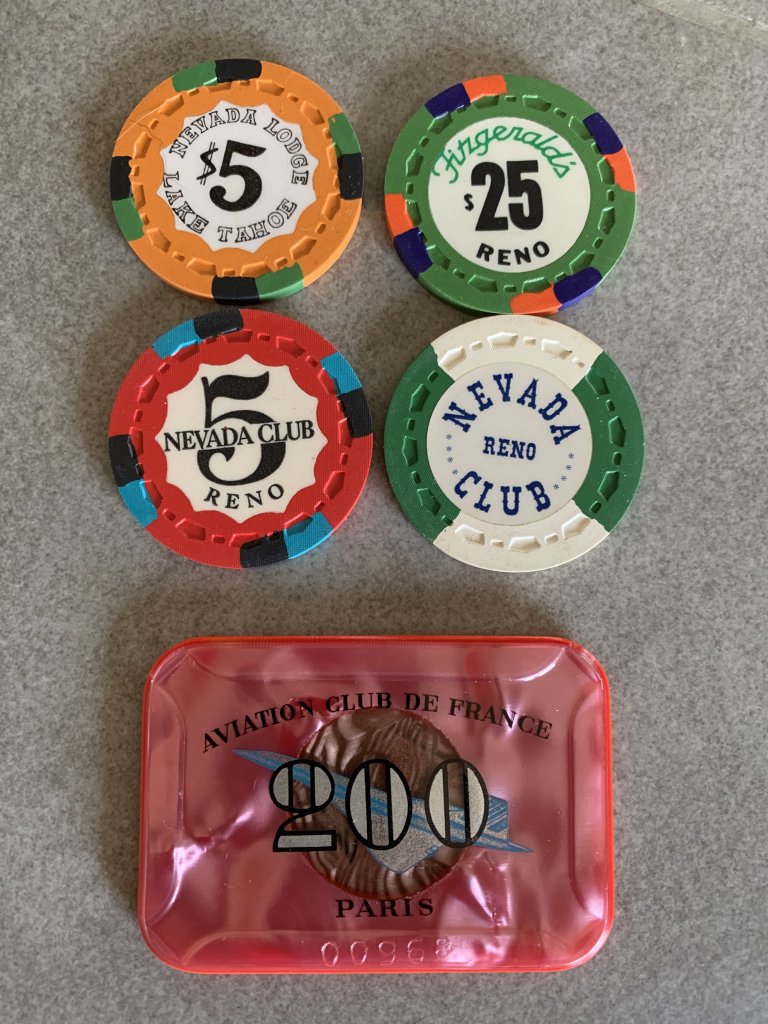 NEVADA LODGE
$5
LAKE TAHOE
Fitzgeralds
$25
RENO
5
NEVADA CLUB
RENO
NEVADA
RENO
CLUB
AVIATION CLUB DE FRANCE
200
PARIS